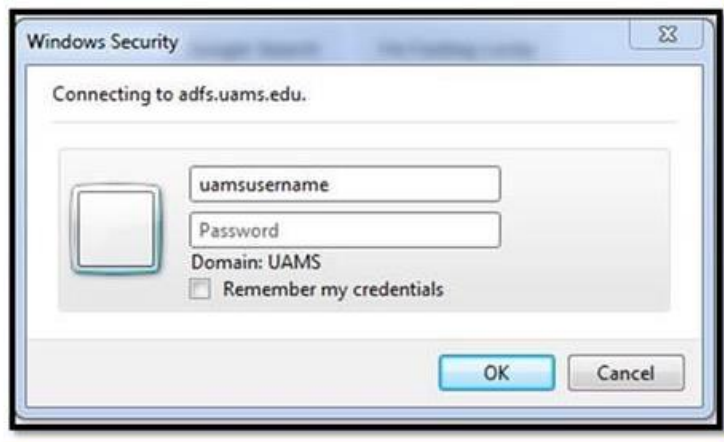 Windows Security
Connecting to adfs.uams.edu.
uamsusername
Password
Domain: UAMS
Remember my credentials
OK
Cancel